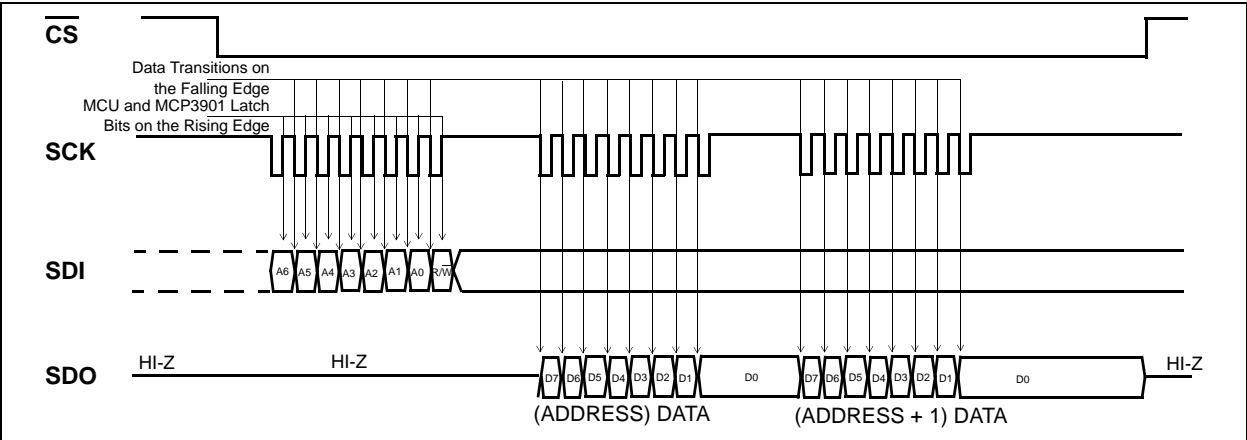 CS
Data Transitions on
the Falling Edge
MCU and MCP3901 Latch
Bits on the Rising Edge
SCK
SDI
A6 A5 A4 A3 A2 A1 A0 R/W
SDO
HI-Z HI-Z HI-Z
D7 D6 D5 D4 D3 D2 D1 D0 D7 D6 D5 D4 D3 D2 D1 D0
(ADDRESS) DATA (ADDRESS + 1) DATA